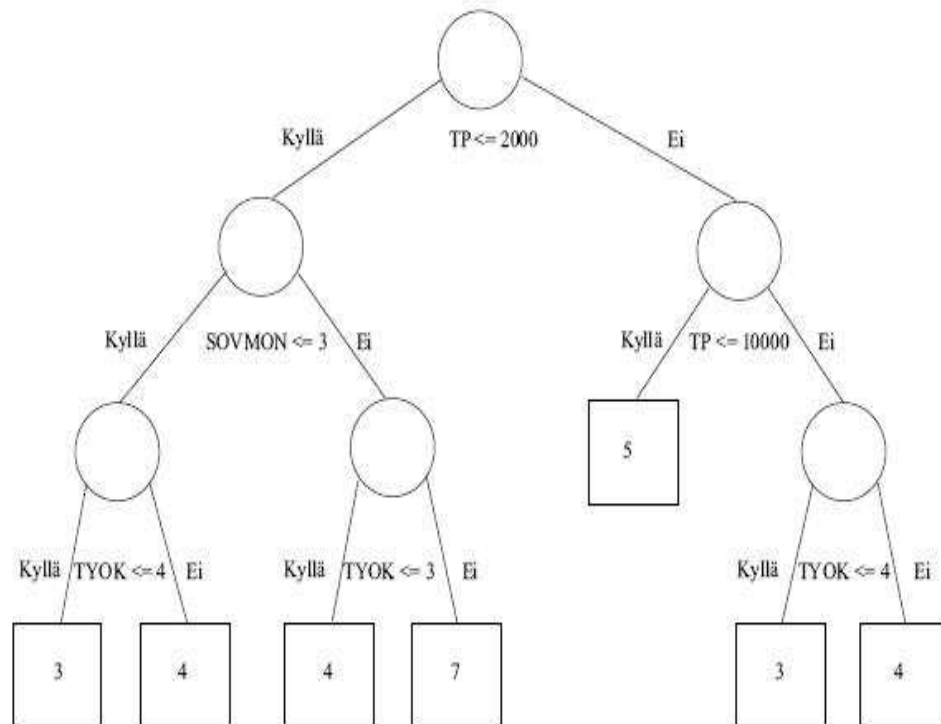 Kyllä TP <= 2000 Ei
Kyllä SOVMON <= 3 Ei Kyllä TP <= 10000 Ei
5
Kyllä TYOK <= 4 Ei Kyllä TYOK <= 3 Ei Kyllä TYOK <= 4 Ei
3 4 4 7 3 4